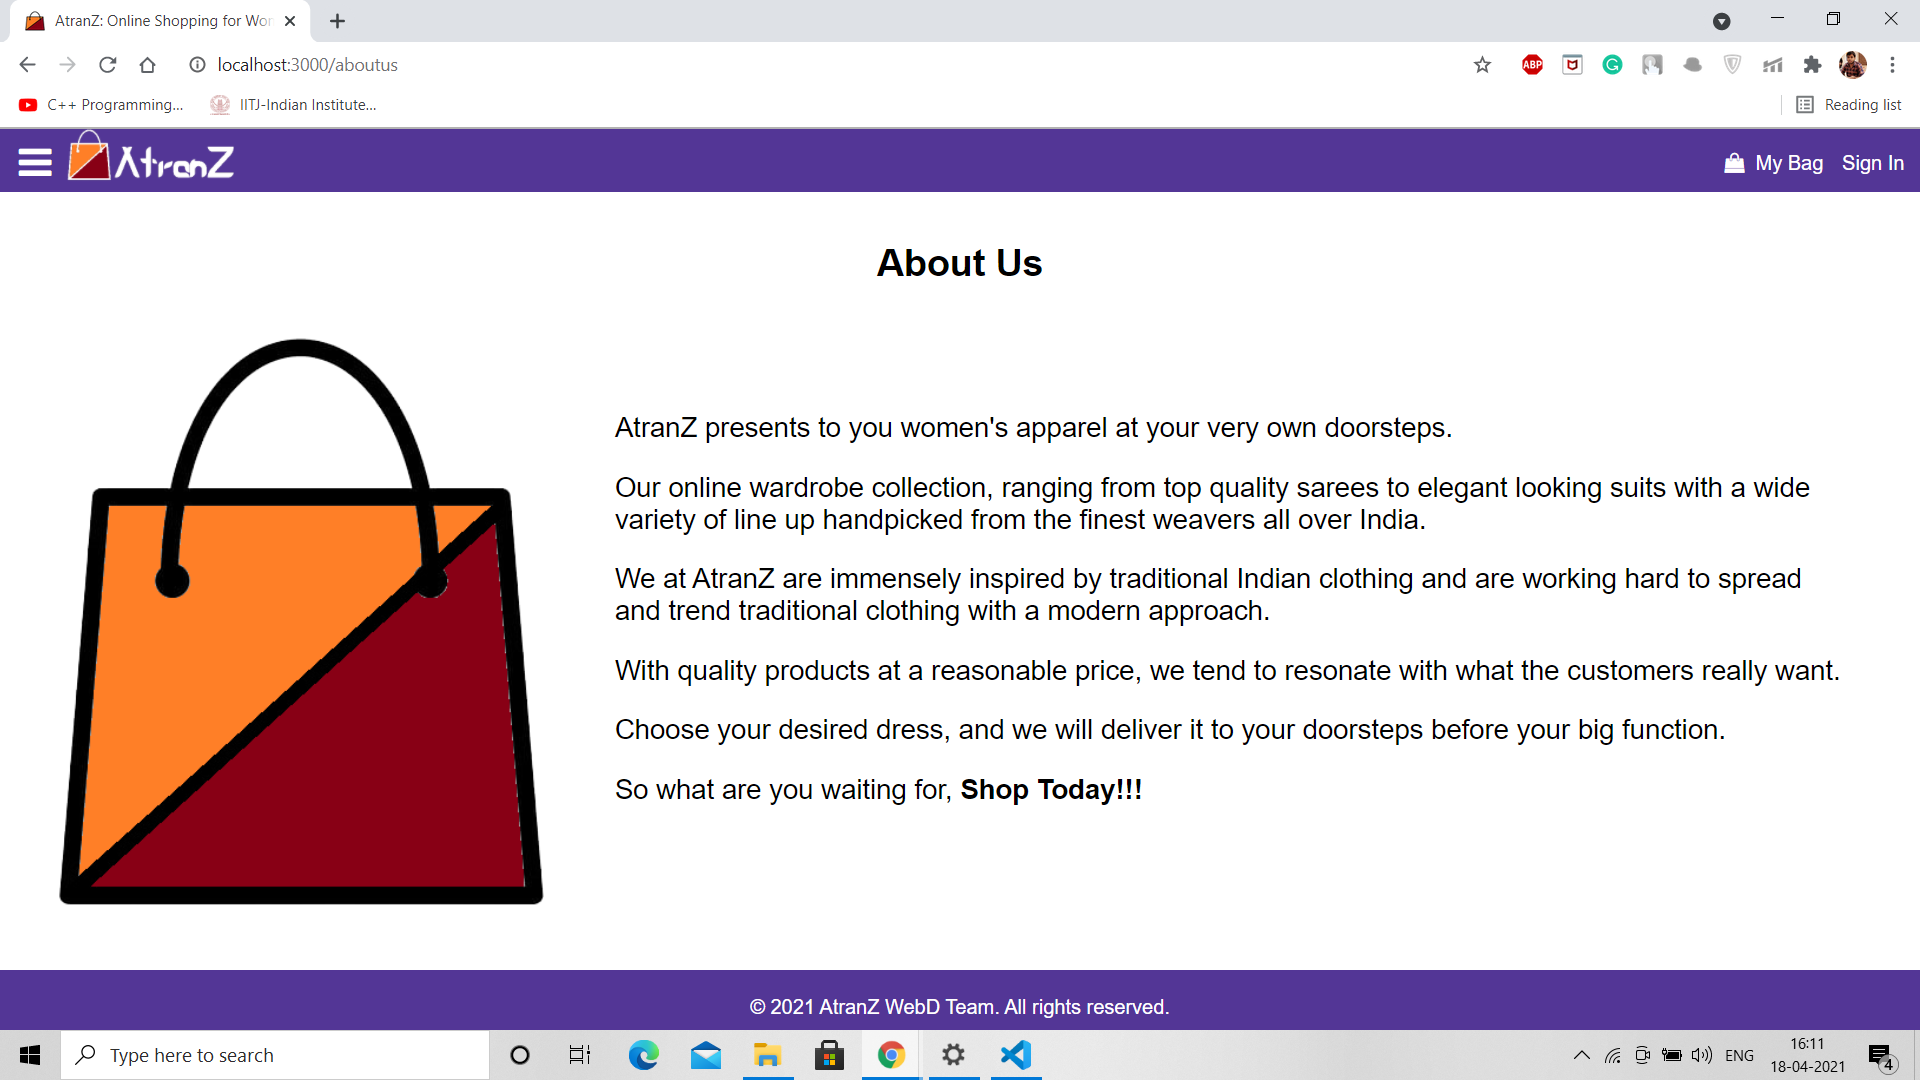 AtranZ: Online Shopping for Wor
localhost:3000/aboutus
ABP
C++ Programming...
IITJ-Indian Institute...
Reading list
AtranZ
My Bag
Sign In
About Us
AtranZ presents to you women's apparel at your very own doorsteps.
Our online wardrobe collection, ranging from top quality sarees to elegant looking suits with a wide
variety of line up handpicked from the finest weavers all over India.
We at AtranZ are immensely inspired by traditional Indian clothing and are working hard to spread
and trend traditional clothing with a modern approach.
With quality products at a reasonable price, we tend to resonate with what the customers really want.
Choose your desired dress, and we will deliver it to your doorsteps before your big function.
So what are you waiting for, Shop Today!!!
© 2021 AtranZ WebD Team. All rights reserved.
Type here to search
ENG
16:11
18-04-2021
4